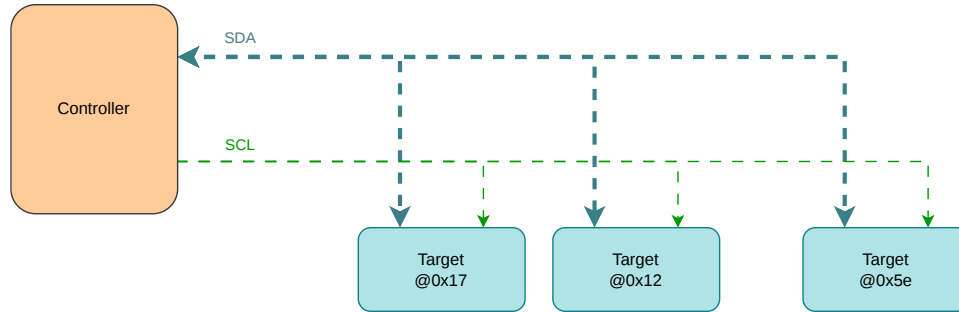 SDA
Controller
SCL
Target
@0x17
Target
@0x12
Target
@0x5e